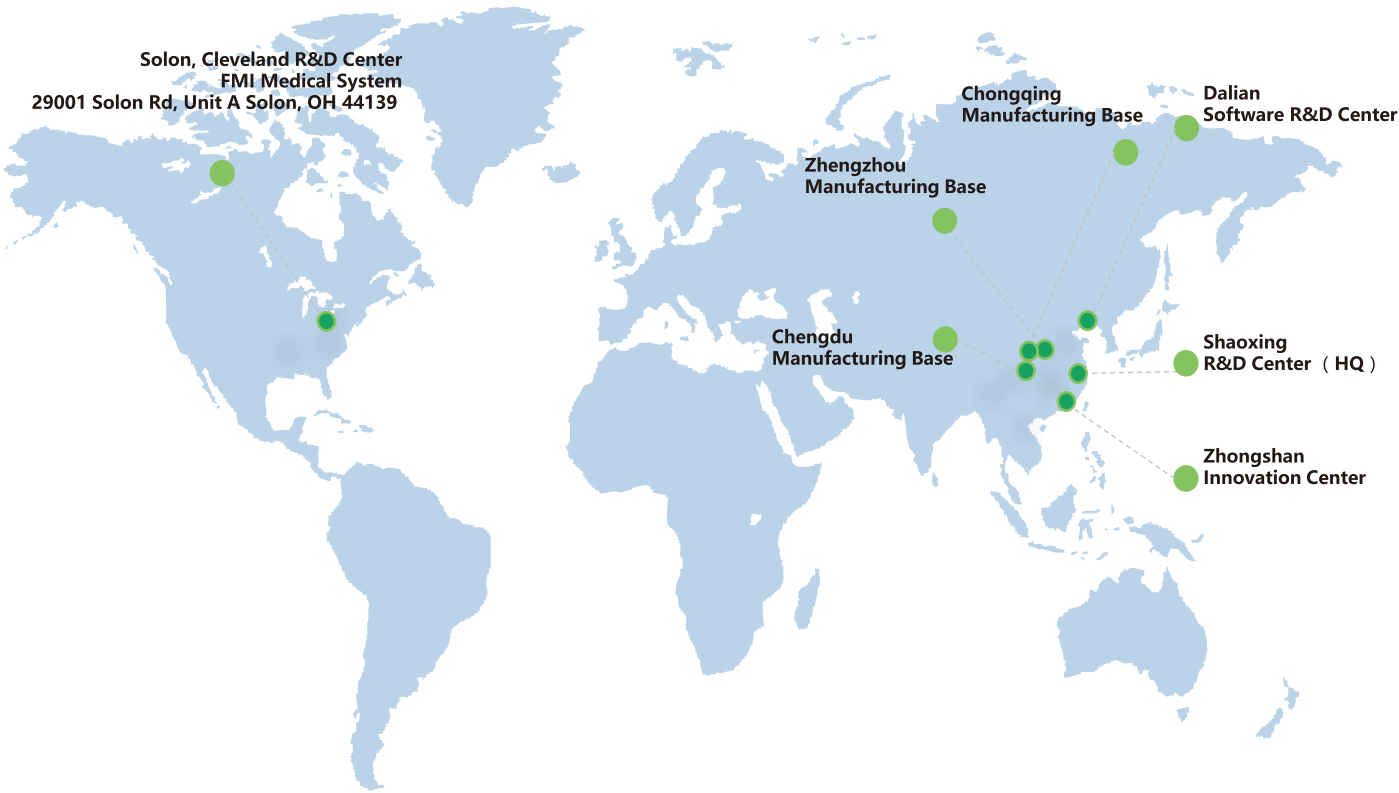 Solon, Cleveland R&D Center
FMI Medical System
29001 Solon Rd, Unit A Solon, OH 44139
Chongqing
Manufacturing Base
Dalian
Software R&D Center
Zhengzhou
Manufacturing Base
Chengdu
Manufacturing Base
Shaoxing
R&D Center（HQ）
Zhongshan
Innovation Center